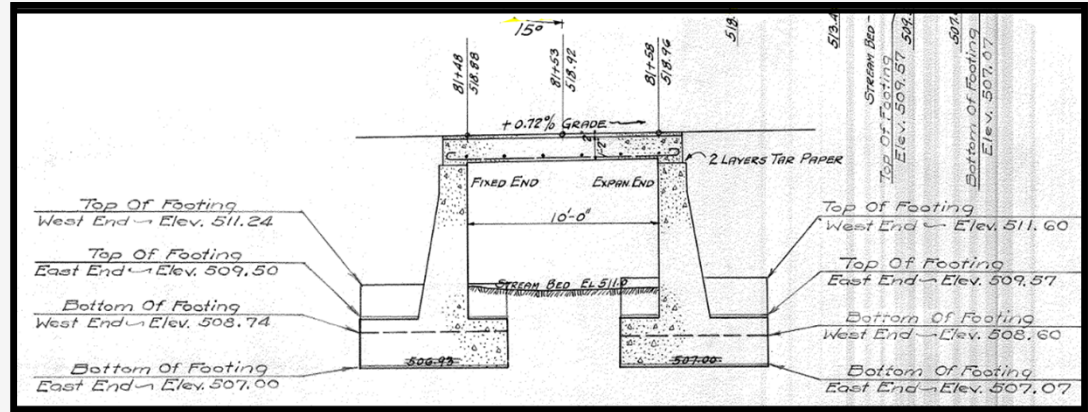 15°
81+48
518.88
81+53
518.92
81+58
518.96
+0.72% GRADE
2 LAYERS TAR PAPER
FIXED END
EXPAN END
10'-0"
STREAM BED EL 511.0
506.93
507.00
Top Of Footing
West End - Elev. 511.24
Top Of Footing
East End - Elev. 509.50
Bottom Of Footing
West End - Elev. 508.74
Bottom Of Footing
East End - Elev. 507.00
Top Of Footing
West End - Elev. 511.60
Top Of Footing
East End - Elev. 509.57
Bottom Of Footing
West End - Elev. 508.60
Bottom Of Footing
East End - Elev. 507.07
518.
513.4
STREAM BED -
509.
507.
Top Of Footing
Elev. 509.57
Bottom Of Footing
Elev. 507.07